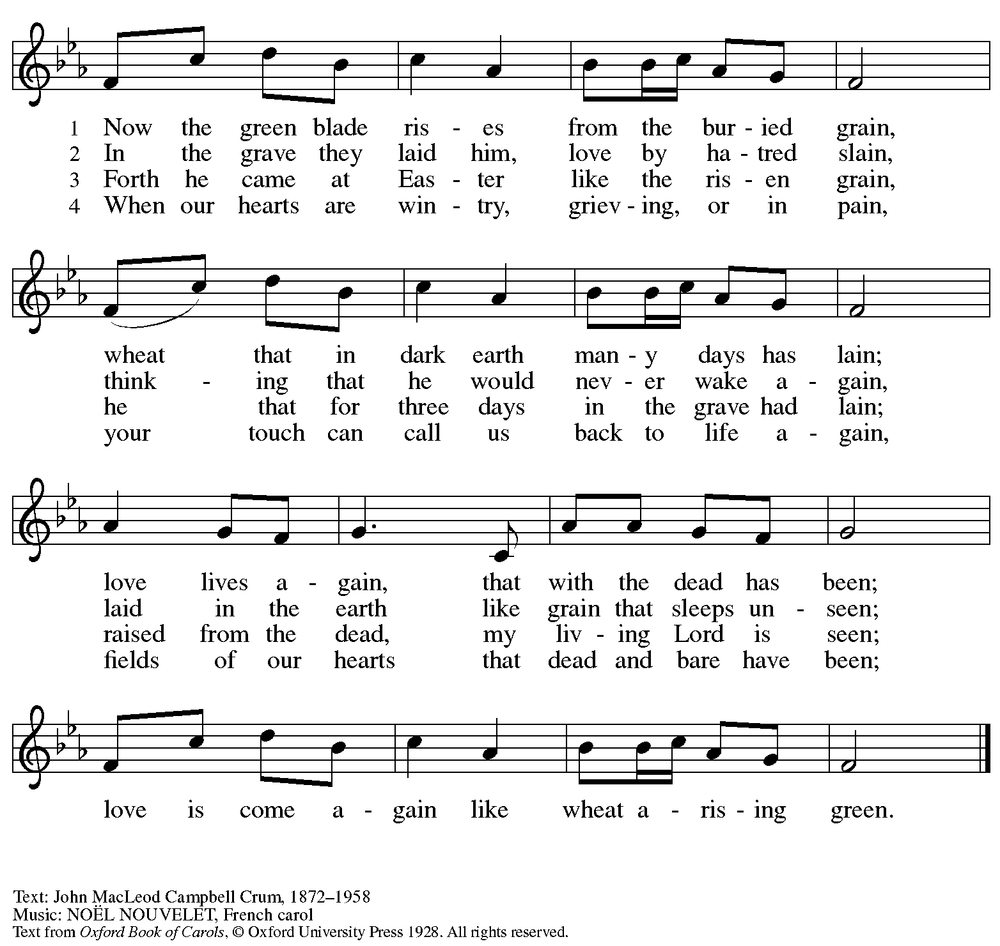 1 Now the green blade ris - es from the bur - ied grain,
2 In the grave they laid him, love by ha - tred slain,
3 Forth he came at Eas - ter like the ris - en grain,
4 When our hearts are win - try, griev - ing, or in pain,
wheat that in dark earth man - y days has lain;
think - ing that he would nev - er wake a - gain,
he that for three days in the grave had lain;
your touch can call us back to life a - gain,
love lives a - gain, that with the dead has been;
laid in the earth like grain that sleeps un - seen;
raised from the dead, my liv - ing Lord is seen;
fields of our hearts that dead and bare have been;
love is come a - gain like wheat a - ris - ing green.
Text: John MacLeod Campbell Crum, 1872–1958
Music: NOËL NOUVELET, French carol
Text from Oxford Book of Carols, © Oxford University Press 1928. All rights reserved.